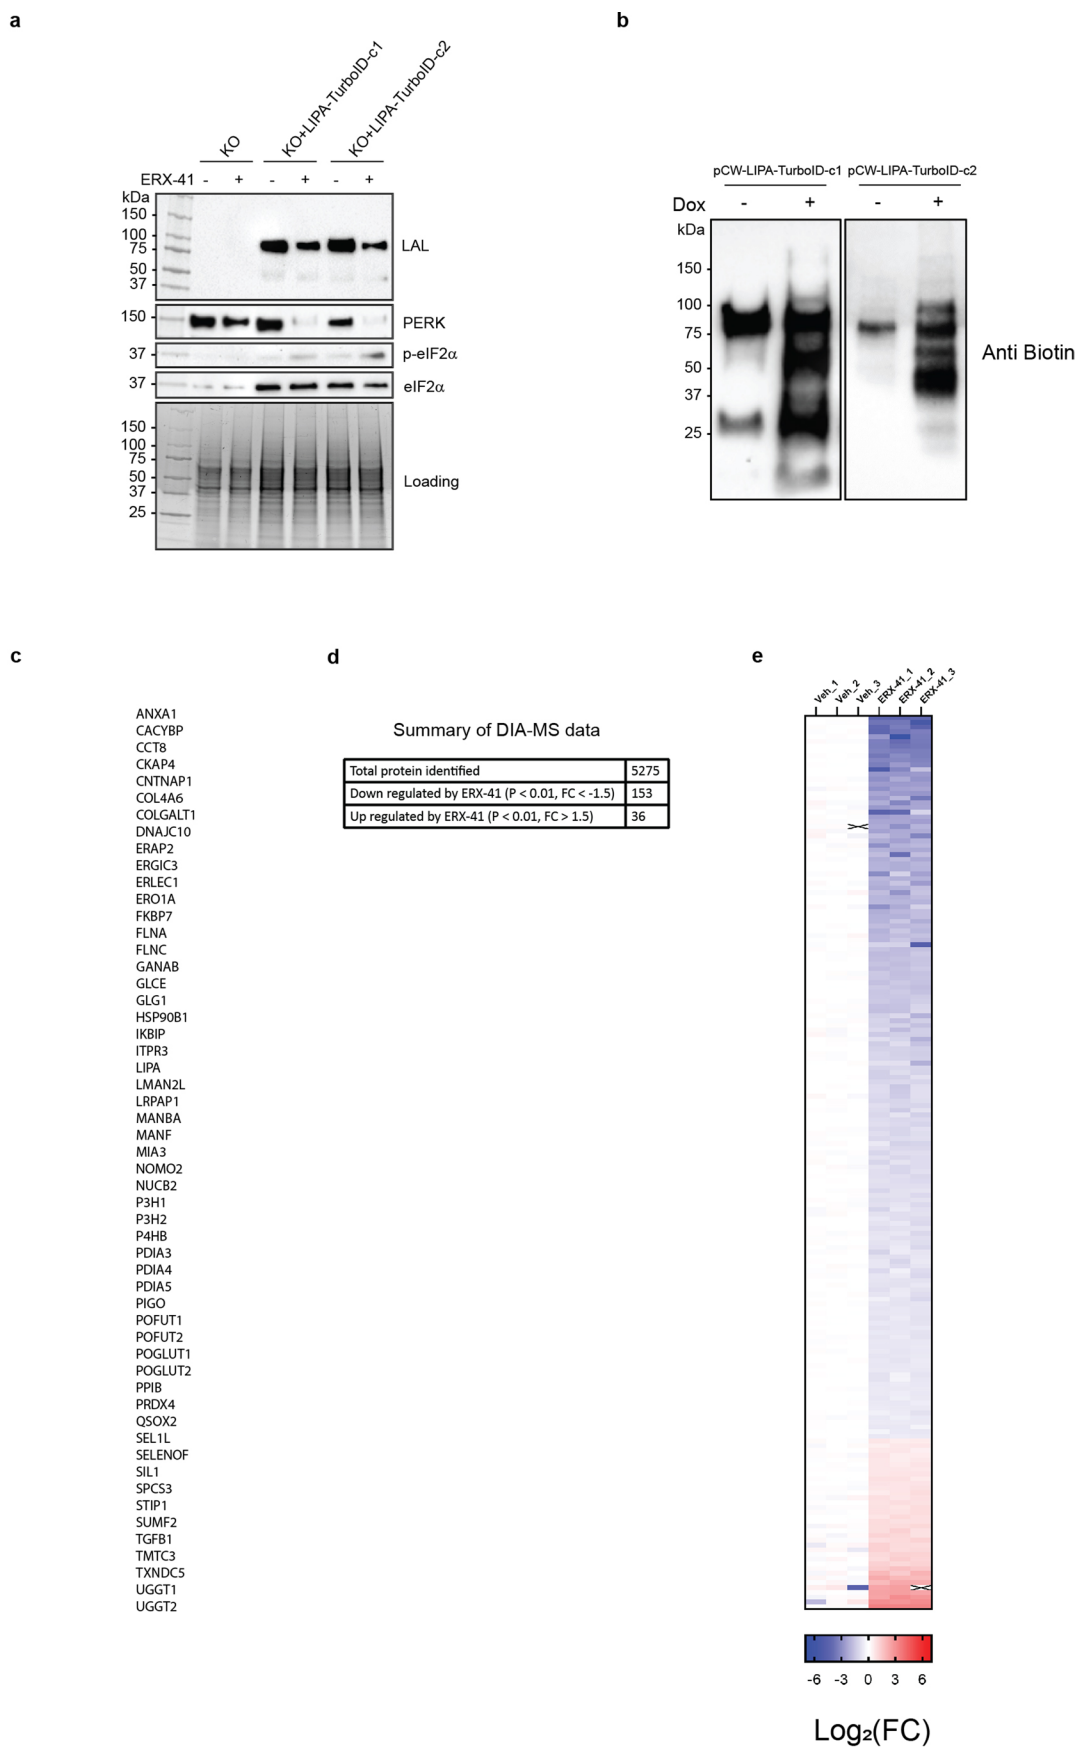 a
KO
KO+LIPA-TurboID-c1
KO+LIPA-TurboID-c2
ERX-41 - + - + - +
kDa
150
100
75
50
37
LAL
150
PERK
37
p-eIF2α
37
eIF2α
150
100
75
50
37
25
Loading
b
pCW-LIPA-TurboID-c1 pCW-LIPA-TurboID-c2
Dox - + - +
kDa
150
100
75
50
37
25
Anti Biotin
c
ANXA1
CACYBP
CCT8
CKAP4
CNTNAP1
COL4A6
COLGALT1
DNAJC10
ERAP2
ERGIC3
ERLEC1
ERO1A
FKBP7
FLNA
FLNC
GANAB
GLCE
GLG1
HSP90B1
IKBIP
ITPR3
LIPA
LMAN2L
LRPAP1
MANBA
MANF
MIA3
NOMO2
NUCB2
P3H1
P3H2
P4HB
PDIA3
PDIA4
PDIA5
PIGO
POFUT1
POFUT2
POGLUT1
POGLUT2
PPIB
PRDX4
QSOX2
SEL1L
SELENOF
SIL1
SPCS3
STIP1
SUMF2
TGFB1
TMTC3
TXNDC5
UGGT1
UGGT2
d
Summary of DIA-MS data
Total protein identified 5275
Down regulated by ERX-41 (P < 0.01, FC < -1.5) 153
Up regulated by ERX-41 (P < 0.01, FC > 1.5) 36
e
Veh_1
Veh_2
Veh_3
ERX-41_1
ERX-41_2
ERX-41_3
-6 -3 0 3 6
Log₂(FC)